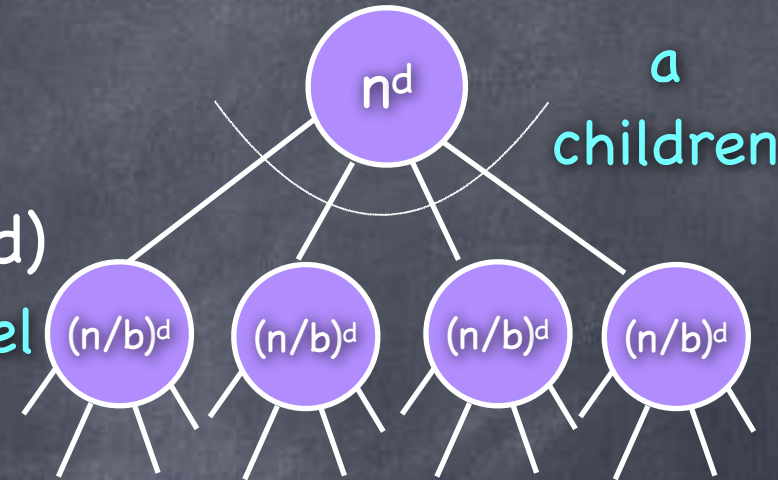 nᵈ
a
children
d)
el
(n/b)ᵈ (n/b)ᵈ (n/b)ᵈ (n/b)ᵈ